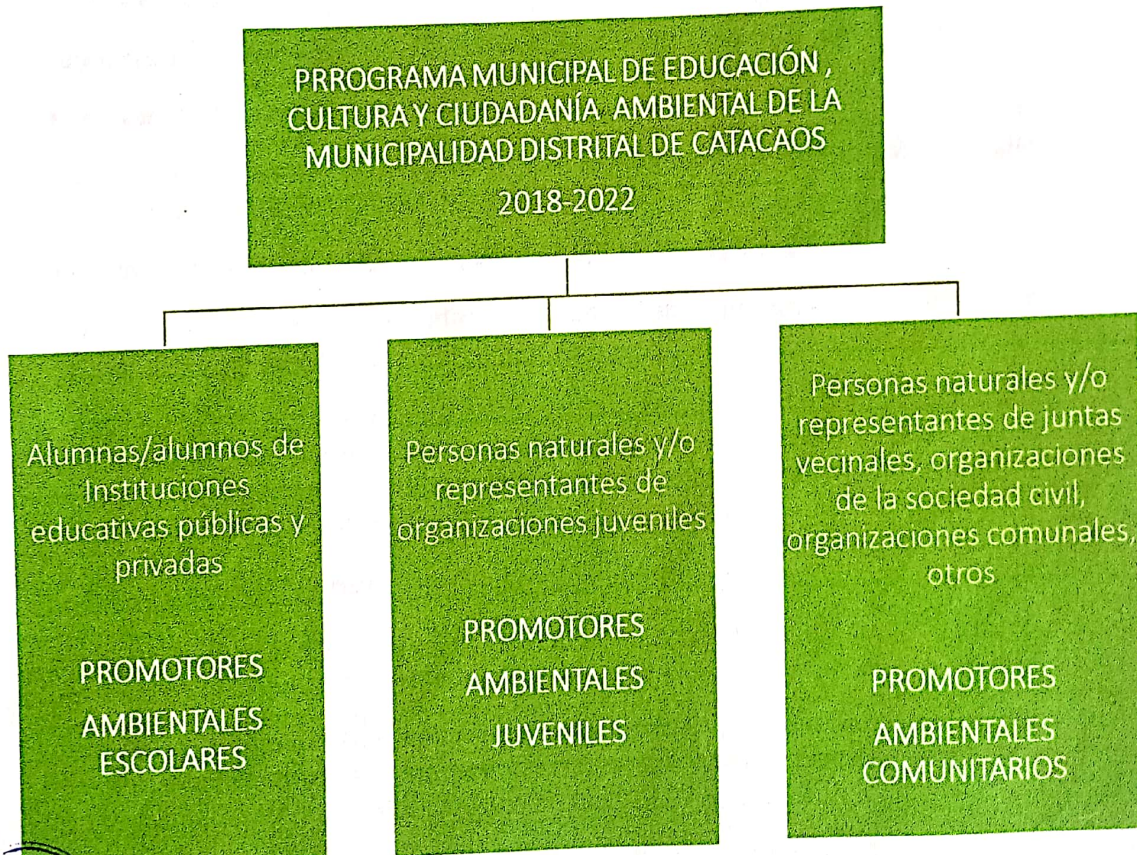 PRROGRAMA MUNICIPAL DE EDUCACIÓN ,
CULTURA Y CIUDADANÍA AMBIENTAL DE LA
MUNICIPALIDAD DISTRITAL DE CATACAOS
2018-2022
Alumnas/alumnos de
Instituciones
educativas públicas y
privadas
PROMOTORES
AMBIENTALES
ESCOLARES
Personas naturales y/o
representantes de
organizaciones juveniles
PROMOTORES
AMBIENTALES
JUVENILES
Personas naturales y/o
representantes de juntas
vecinales, organizaciones
de la sociedad civil,
organizaciones comunales,
otros
PROMOTORES
AMBIENTALES
COMUNITARIOS